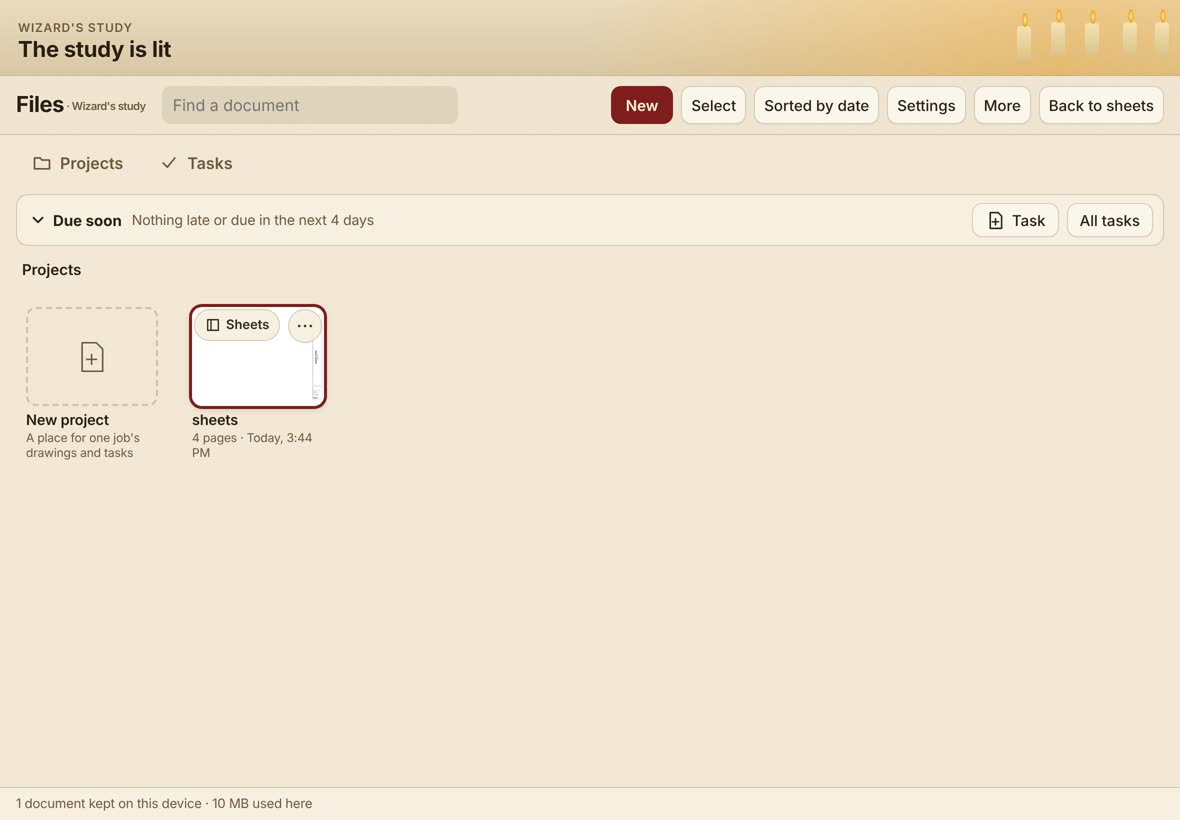 WIZARD'S STUDY
The study is lit
Files · Wizard's study
Find a document
New
Select
Sorted by date
Settings
More
Back to sheets
Projects
Tasks
Due soon Nothing late or due in the next 4 days
Task
All tasks
Projects
Sheets
New project
A place for one job's
drawings and tasks
sheets
4 pages · Today, 3:44
PM
1 document kept on this device · 10 MB used here